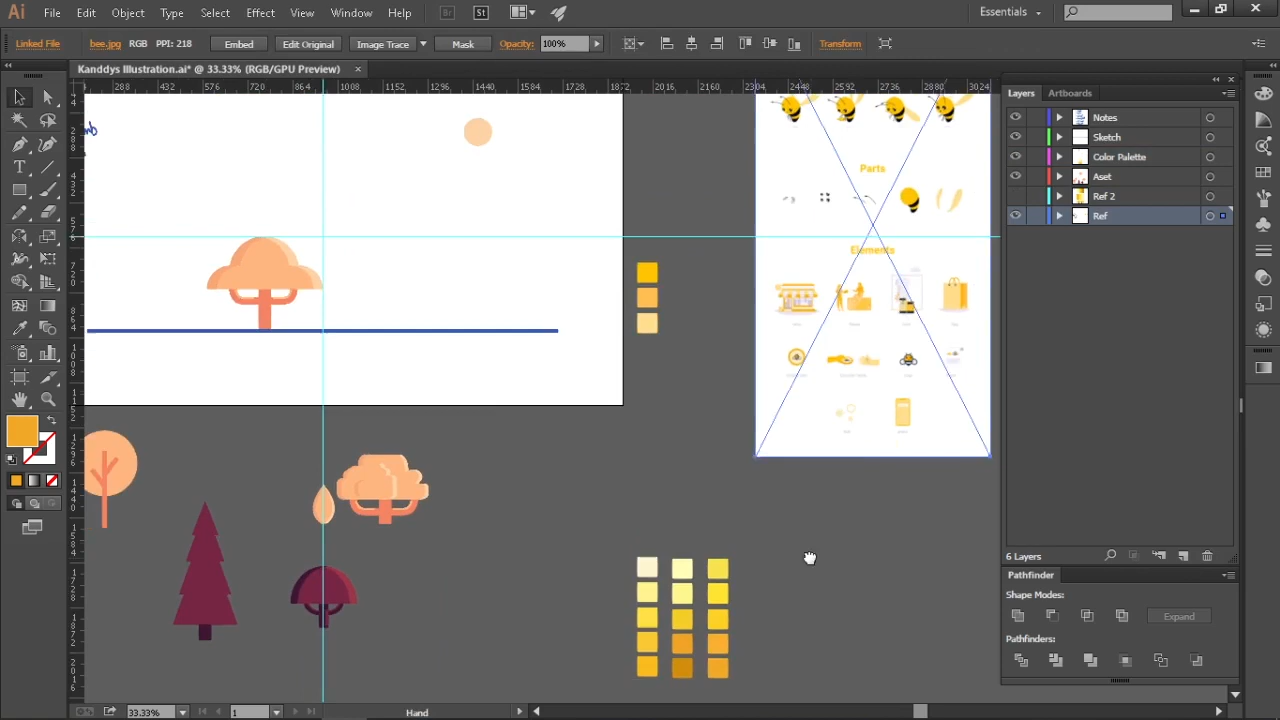 Ai File Edit Object Type Select Effect View Window Help Br St Essentials
Linked File bee.jpg RGB PPI: 218 Embed Edit Original Image Trace Mask Opacity: 100% Transform
Kanddys Illustration.ai* @ 33.33% (RGB/GPU Preview) ×
288 432 576 720 1008 1152 1296 1440 1584 1728 1872 2016 2160 2304 2448 2592 2736 2880 3024
Layers Artboards
Notes
Sketch
Color Palette
Aset
Ref 2
Ref
Parts
Elements
6 Layers
Pathfinder
Shape Modes:
Expand
Pathfinders:
33.33% 1 Hand